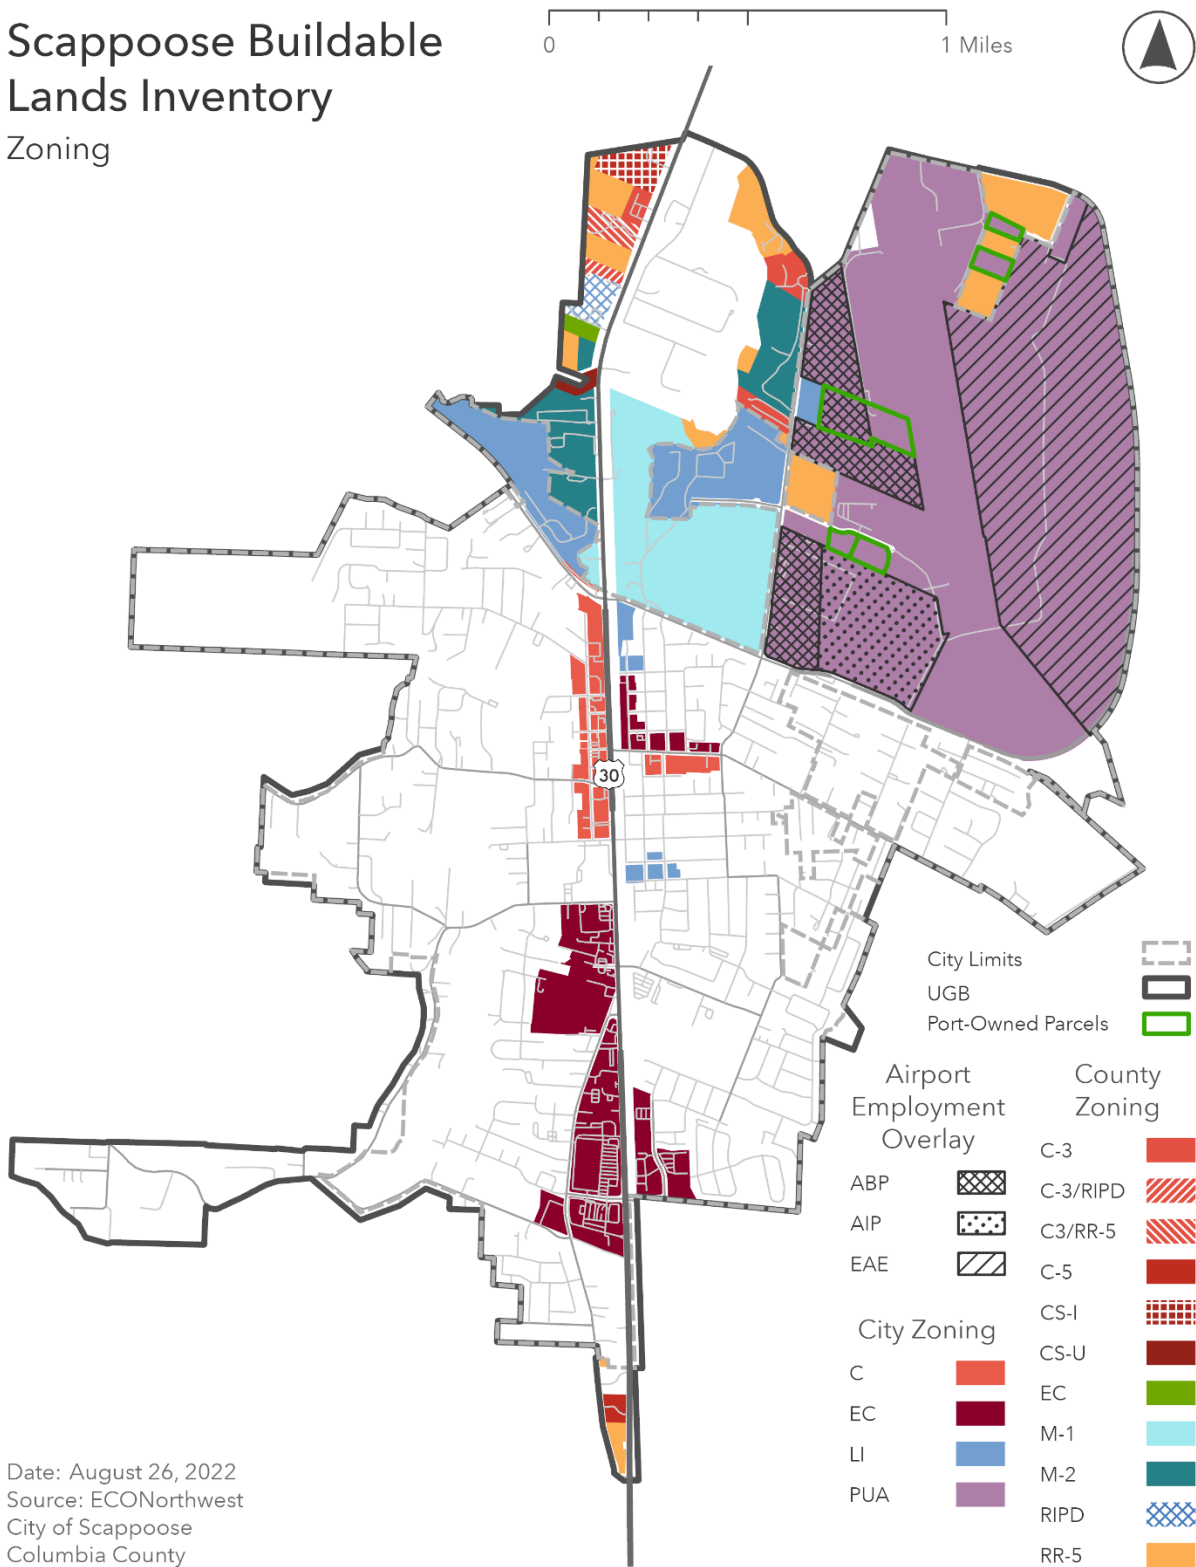 Scappoose Buildable
Lands Inventory
Zoning
0
1 Miles
30
City Limits
UGB
Port-Owned Parcels
Airport
Employment
Overlay
ABP
AIP
EAE
City Zoning
C
EC
LI
PUA
County
Zoning
C-3
C-3/RIPD
C3/RR-5
C-5
CS-I
CS-U
EC
M-1
M-2
RIPD
RR-5
Date: August 26, 2022
Source: ECONorthwest
City of Scappoose
Columbia County